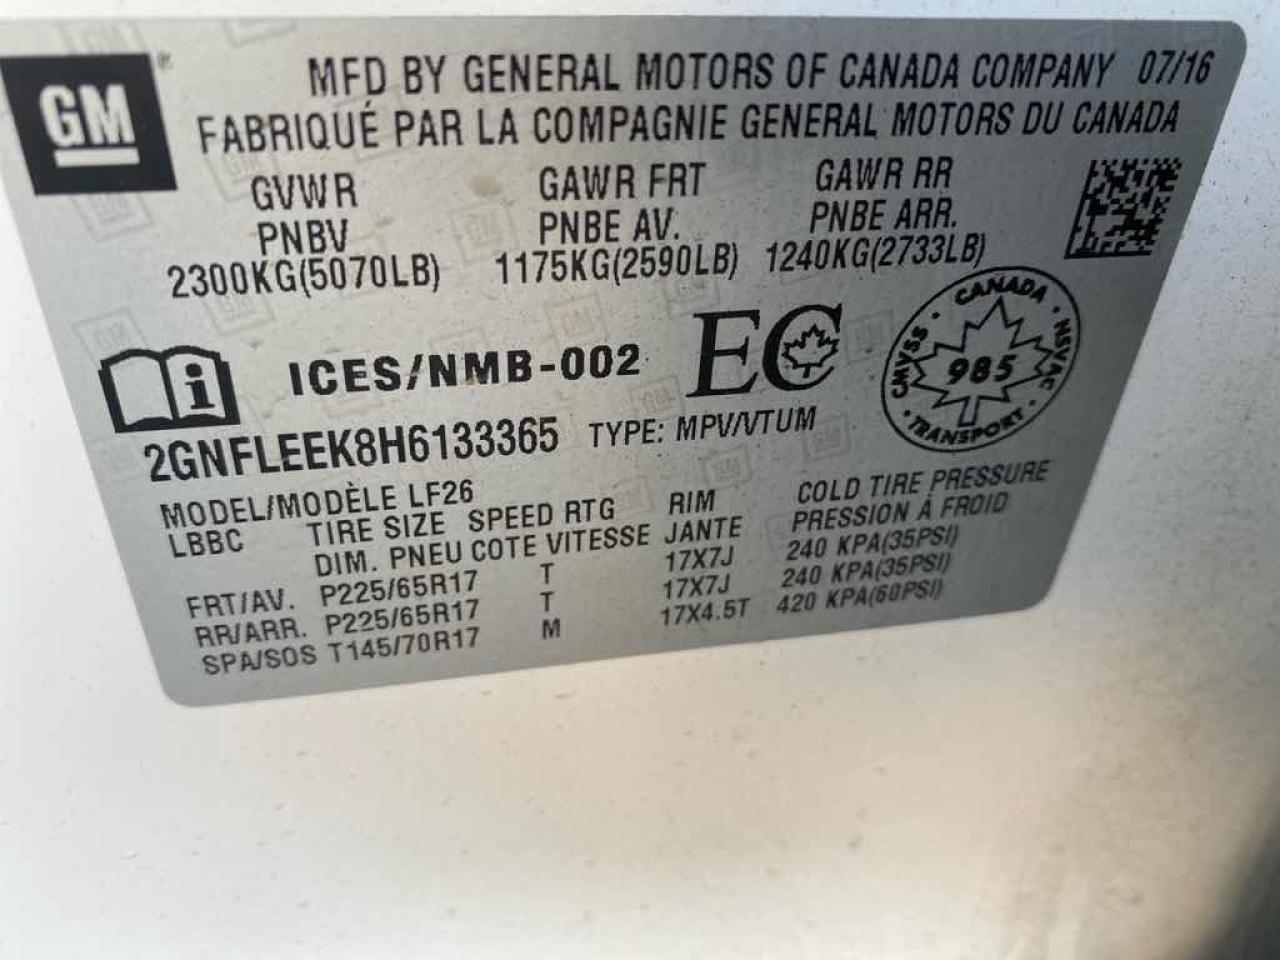 GM
MFD BY GENERAL MOTORS OF CANADA COMPANY 07/16
FABRIQUÉ PAR LA COMPAGNIE GENERAL MOTORS DU CANADA
GVWR GAWR FRT GAWR RR
PNBV PNBE AV. PNBE ARR.
2300KG(5070LB) 1175KG(2590LB) 1240KG(2733LB)
i ICES/NMB-002 EC
CANADA
CMVSS 985 NSVAC
TRANSPORT
2GNFLEEK8H6133365 TYPE: MPV/VTUM
MODEL/MODÈLE LF26
LBBC TIRE SIZE SPEED RTG RIM COLD TIRE PRESSURE
DIM. PNEU COTE VITESSE JANTE PRESSION À FROID
FRT/AV. P225/65R17 T 17X7J 240 KPA(35PSI)
RR/ARR. P225/65R17 T 17X7J 240 KPA(35PSI)
SPA/SOS T145/70R17 M 17X4.5T 420 KPA(60PSI)